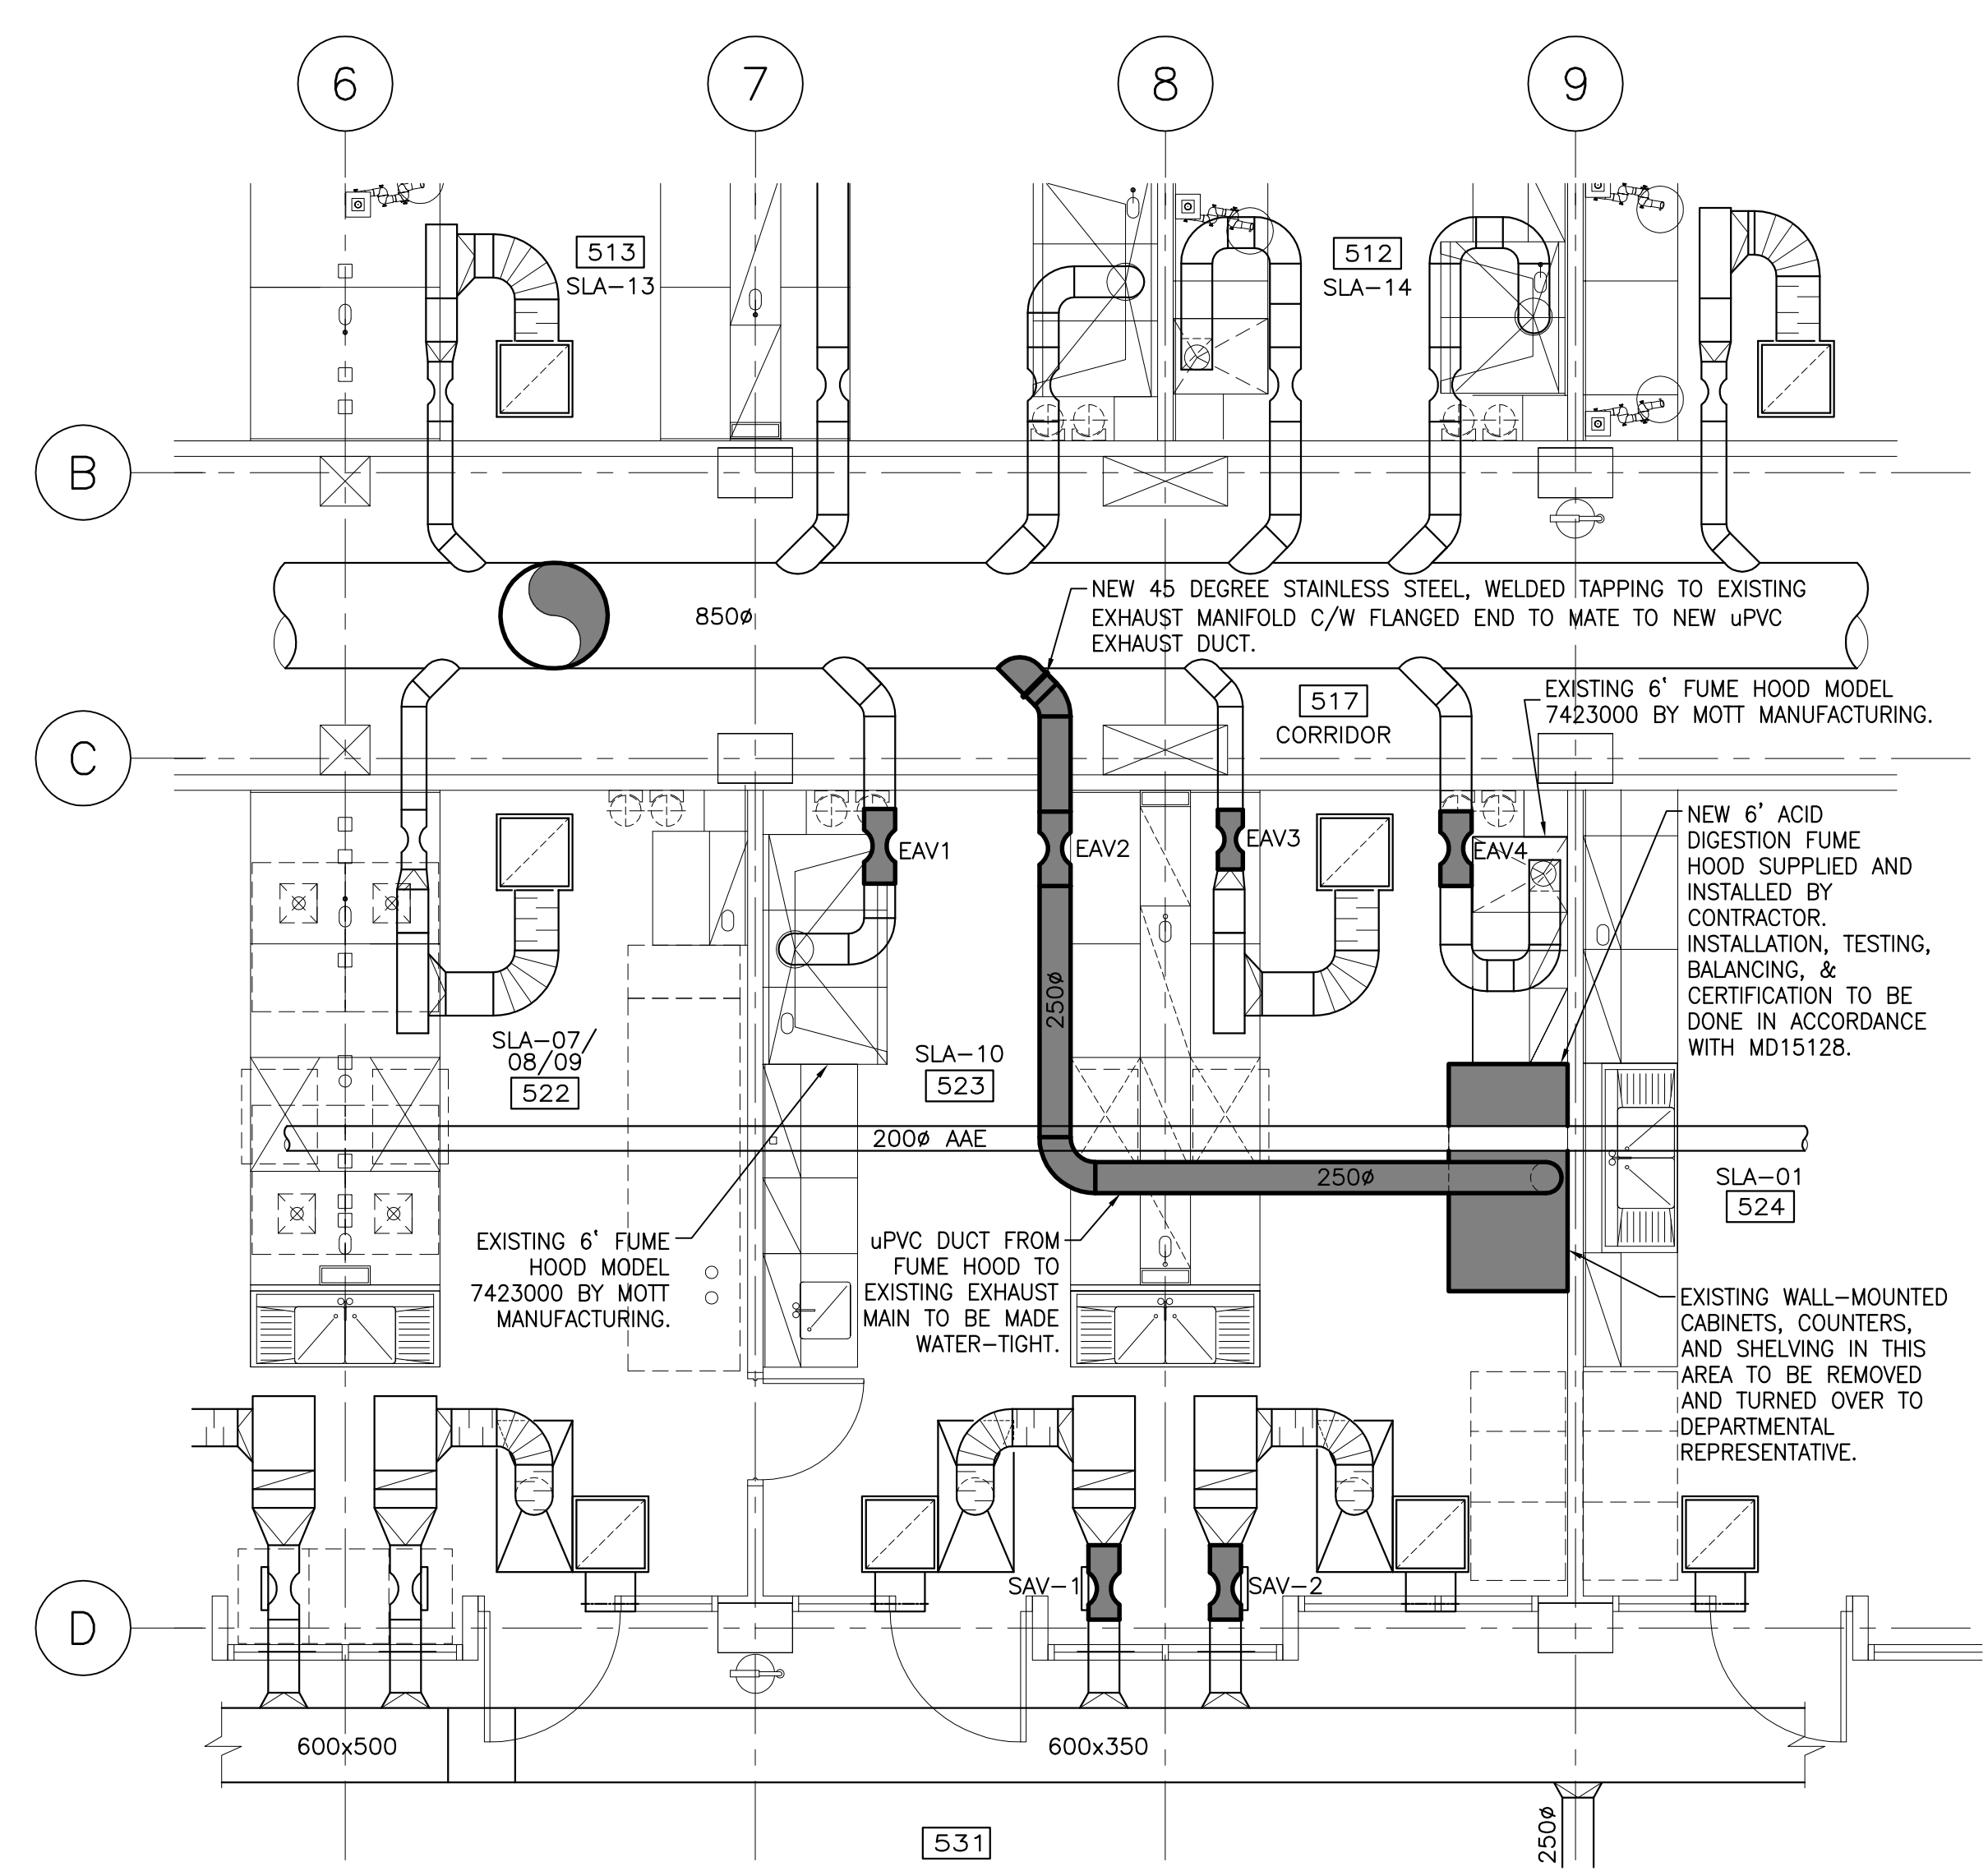 6
7
8
9
513
SLA-13
512
SLA-14
B
850ø
NEW 45 DEGREE STAINLESS STEEL, WELDED TAPPING TO EXISTING
EXHAUST MANIFOLD C/W FLANGED END TO MATE TO NEW uPVC
EXHAUST DUCT.
517
CORRIDOR
EXISTING 6' FUME HOOD MODEL
7423000 BY MOTT MANUFACTURING.
C
EAV1
EAV2
EAV3
EAV4
NEW 6' ACID
DIGESTION FUME
HOOD SUPPLIED AND
INSTALLED BY
CONTRACTOR.
INSTALLATION, TESTING,
BALANCING, &
CERTIFICATION TO BE
DONE IN ACCORDANCE
WITH MD15128.
250ø
SLA-07/
08/09
522
SLA-10
523
200ø AAE
250ø
SLA-01
524
EXISTING 6' FUME
HOOD MODEL
7423000 BY MOTT
MANUFACTURING.
uPVC DUCT FROM
FUME HOOD TO
EXISTING EXHAUST
MAIN TO BE MADE
WATER-TIGHT.
EXISTING WALL-MOUNTED
CABINETS, COUNTERS,
AND SHELVING IN THIS
AREA TO BE REMOVED
AND TURNED OVER TO
DEPARTMENTAL
REPRESENTATIVE.
SAV-1
SAV-2
D
600x500
600x350
250ø
531